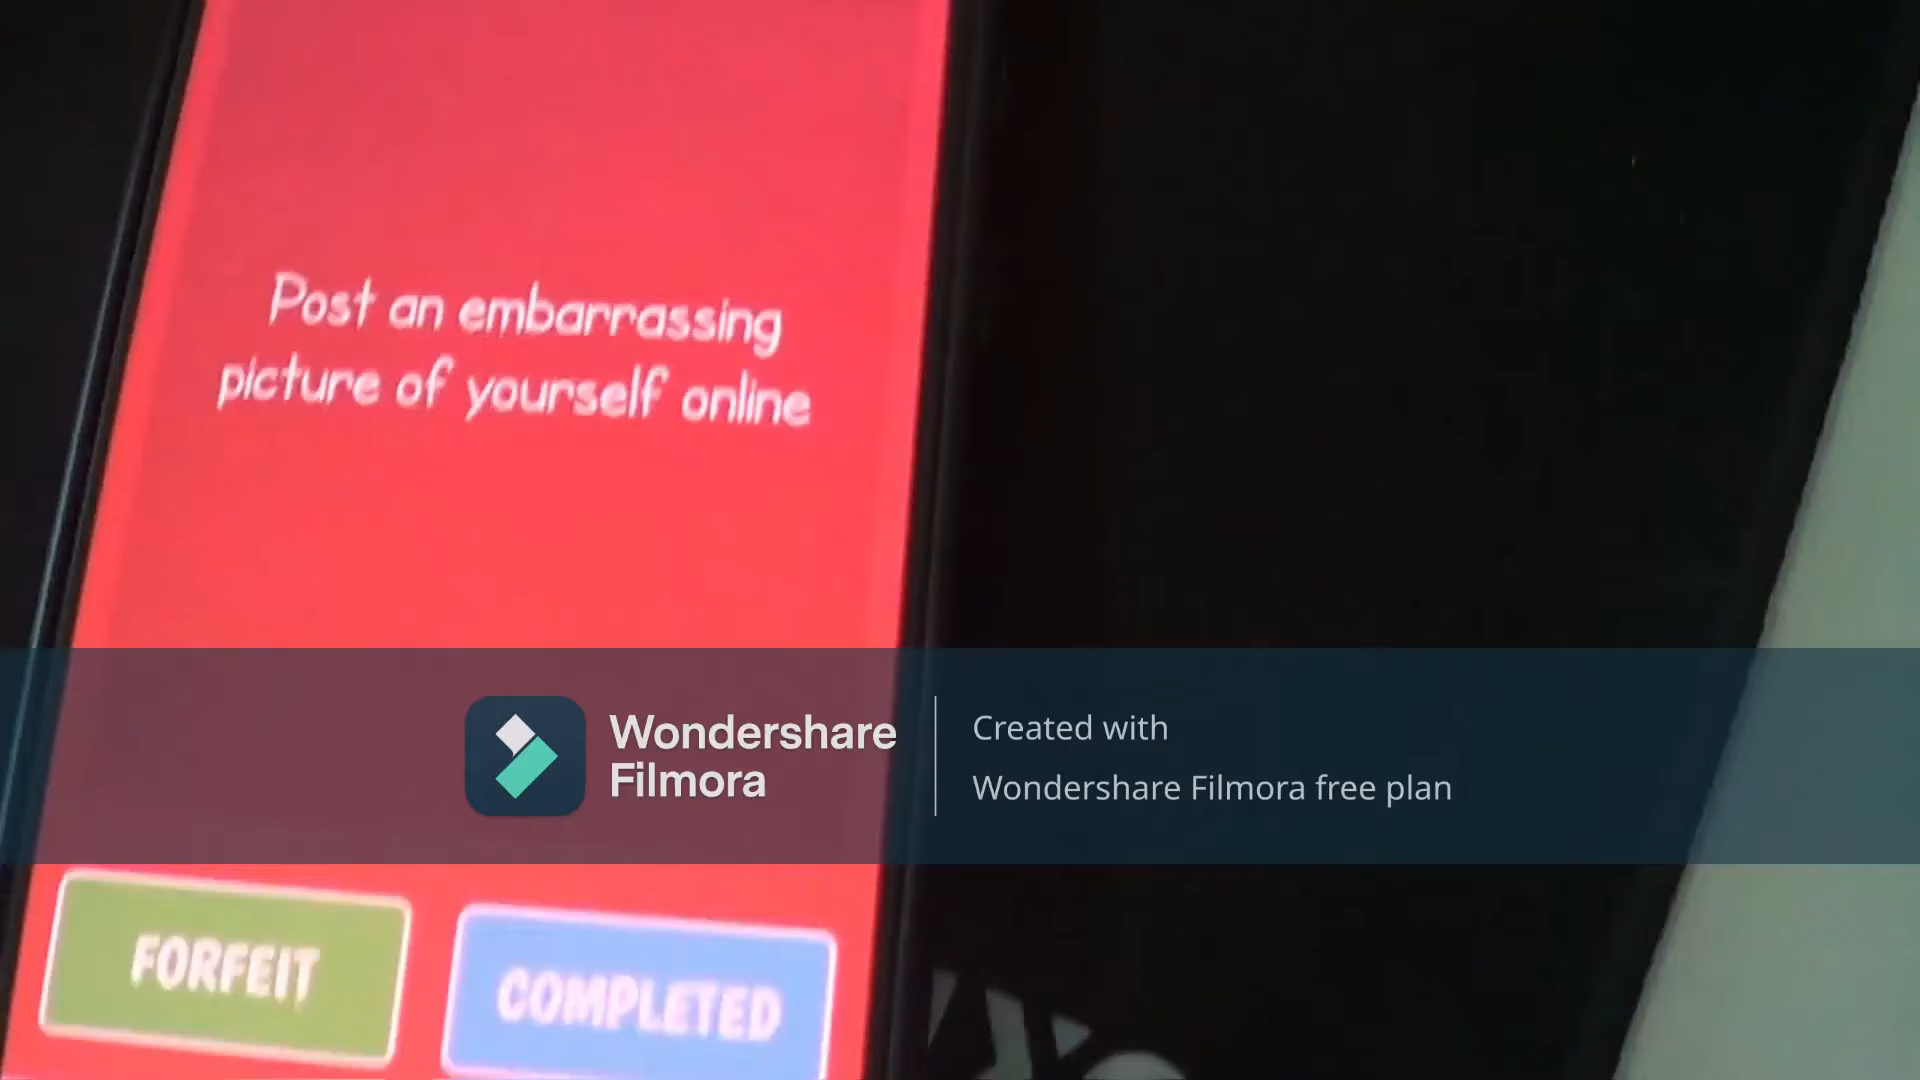 Post an embarrassing
picture of yourself online
Wondershare
Filmora
Created with
Wondershare Filmora free plan
FORFEIT
COMPLETED